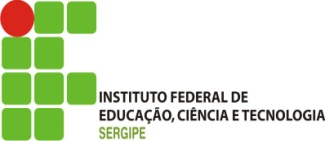 INSTITUTO FEDERAL DE
EDUCAÇÃO, CIÊNCIA E TECNOLOGIA
SERGIPE